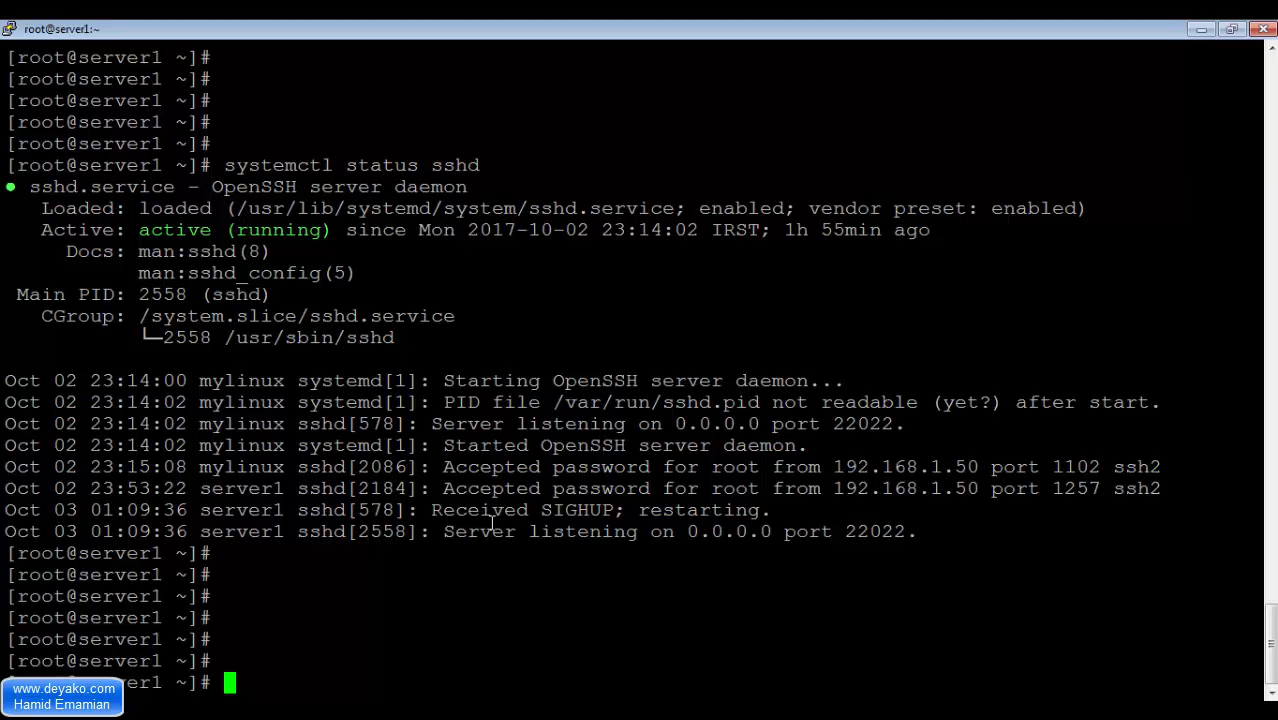 root@server1:~
[root@server1 ~]#
[root@server1 ~]#
[root@server1 ~]#
[root@server1 ~]#
[root@server1 ~]#
[root@server1 ~]# systemctl status sshd
● sshd.service - OpenSSH server daemon
Loaded: loaded (/usr/lib/systemd/system/sshd.service; enabled; vendor preset: enabled)
Active: active (running) since Mon 2017-10-02 23:14:02 IRST; 1h 55min ago
Docs: man:sshd(8)
man:sshd_config(5)
Main PID: 2558 (sshd)
CGroup: /system.slice/sshd.service
└─2558 /usr/sbin/sshd
Oct 02 23:14:00 mylinux systemd[1]: Starting OpenSSH server daemon...
Oct 02 23:14:02 mylinux systemd[1]: PID file /var/run/sshd.pid not readable (yet?) after start.
Oct 02 23:14:02 mylinux sshd[578]: Server listening on 0.0.0.0 port 22022.
Oct 02 23:14:02 mylinux systemd[1]: Started OpenSSH server daemon.
Oct 02 23:15:08 mylinux sshd[2086]: Accepted password for root from 192.168.1.50 port 1102 ssh2
Oct 02 23:53:22 server1 sshd[2184]: Accepted password for root from 192.168.1.50 port 1257 ssh2
Oct 03 01:09:36 server1 sshd[578]: Received SIGHUP; restarting.
Oct 03 01:09:36 server1 sshd[2558]: Server listening on 0.0.0.0 port 22022.
[root@server1 ~]#
[root@server1 ~]#
[root@server1 ~]#
[root@server1 ~]#
[root@server1 ~]#
[root@server1 ~]#
erver1 ~]#
www.deyako.com
Hamid Emamian